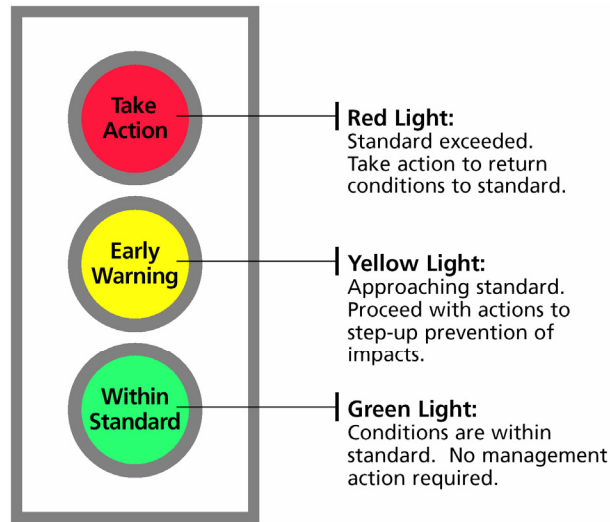 Take
Action
Red Light:
Standard exceeded.
Take action to return
conditions to standard.
Early
Warning
Yellow Light:
Approaching standard.
Proceed with actions to
step-up prevention of
impacts.
Within
Standard
Green Light:
Conditions are within
standard.  No management
action required.